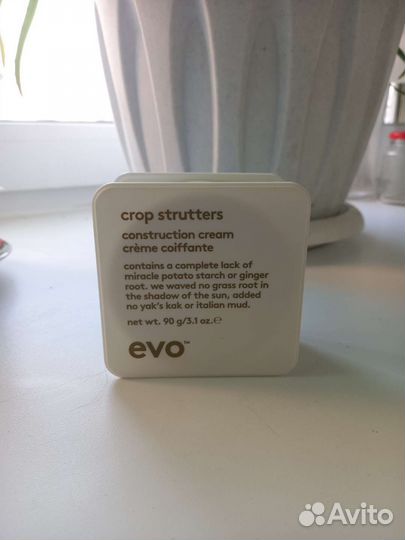 crop strutters
construction cream
crème coiffante
contains a complete lack of
miracle potato starch or ginger
root. we waved no grass root in
the shadow of the sun, added
no yak's kak or italian mud.
net wt. 90 g/3.1 oz.℮
evo™
Avito